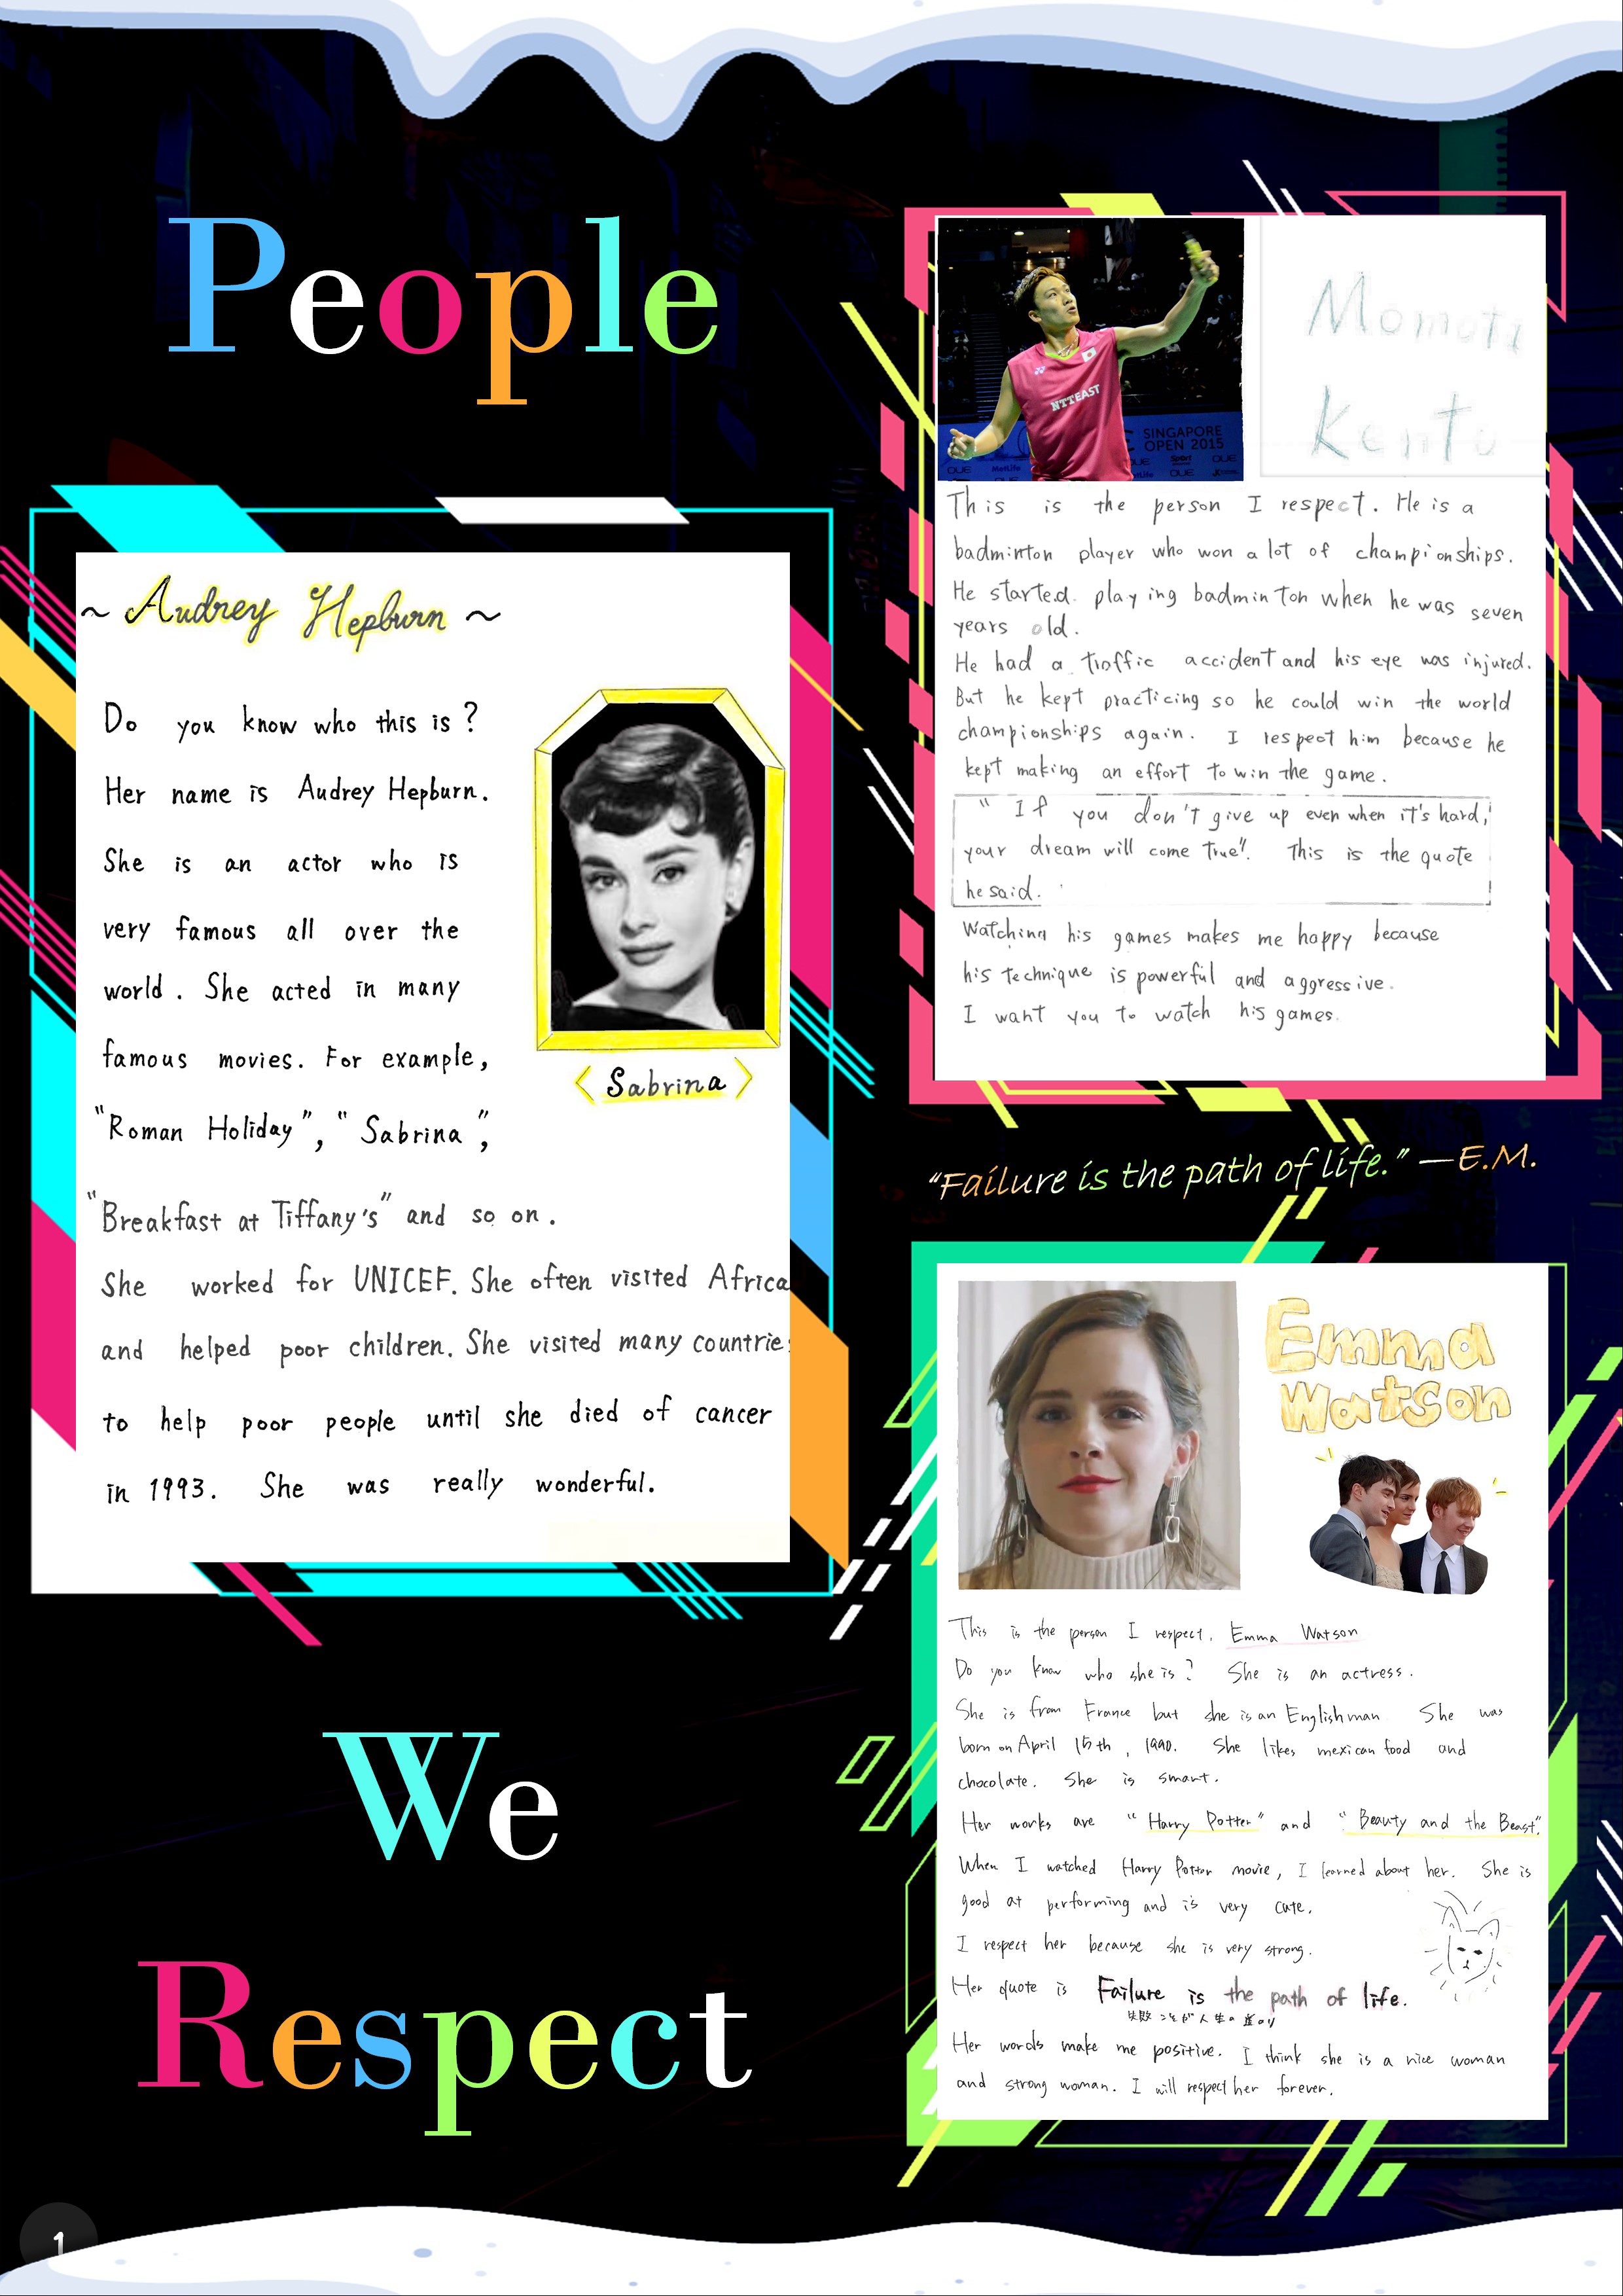 People
~ Audrey Hepburn ~
Do you know who this is?
Her name is Audrey Hepburn.
She is an actor who is
very famous all over the
world. She acted in many
famous movies. For example,
"Roman Holiday", "Sabrina",
"Breakfast at Tiffany's" and so on.
She worked for UNICEF. She often visited Africa
and helped poor children. She visited many countries
to help poor people until she died of cancer
in 1993. She was really wonderful.
< Sabrina >
We
Respect
NTTEAST
SINGAPORE
OPEN 2015
OUE
MetLife
OUE
OUE
Momota
Kento
This is the person I respect. He is a
badminton player who won a lot of championships.
He started playing badminton when he was seven
years old.
He had a traffic accident and his eye was injured.
But he kept practicing so he could win the world
championships again. I respect him because he
kept making an effort to win the game.
" If you don't give up even when it's hard,
your dream will come true". This is the quote
he said.
Watching his games makes me happy because
his technique is powerful and aggressive.
I want you to watch his games.
"Failure is the path of life." —E.M.
Emma
Watson
This is the person I respect. Emma Watson
Do you know who she is? She is an actress.
She is from France but she is an Englishman She was
born on April 15th, 1990. She likes mexican food and
chocolate. She is smart.
Her works are "Harry Potter" and "Beauty and the Beast".
When I watched Harry Potter movie, I learned about her. She is
good at performing and is very cute.
I respect her because she is very strong.
Her quote is Failure is the path of life.
失敗こそが人生の道のり
Her words make me positive. I think she is a nice woman
and strong woman. I will respect her forever.
1